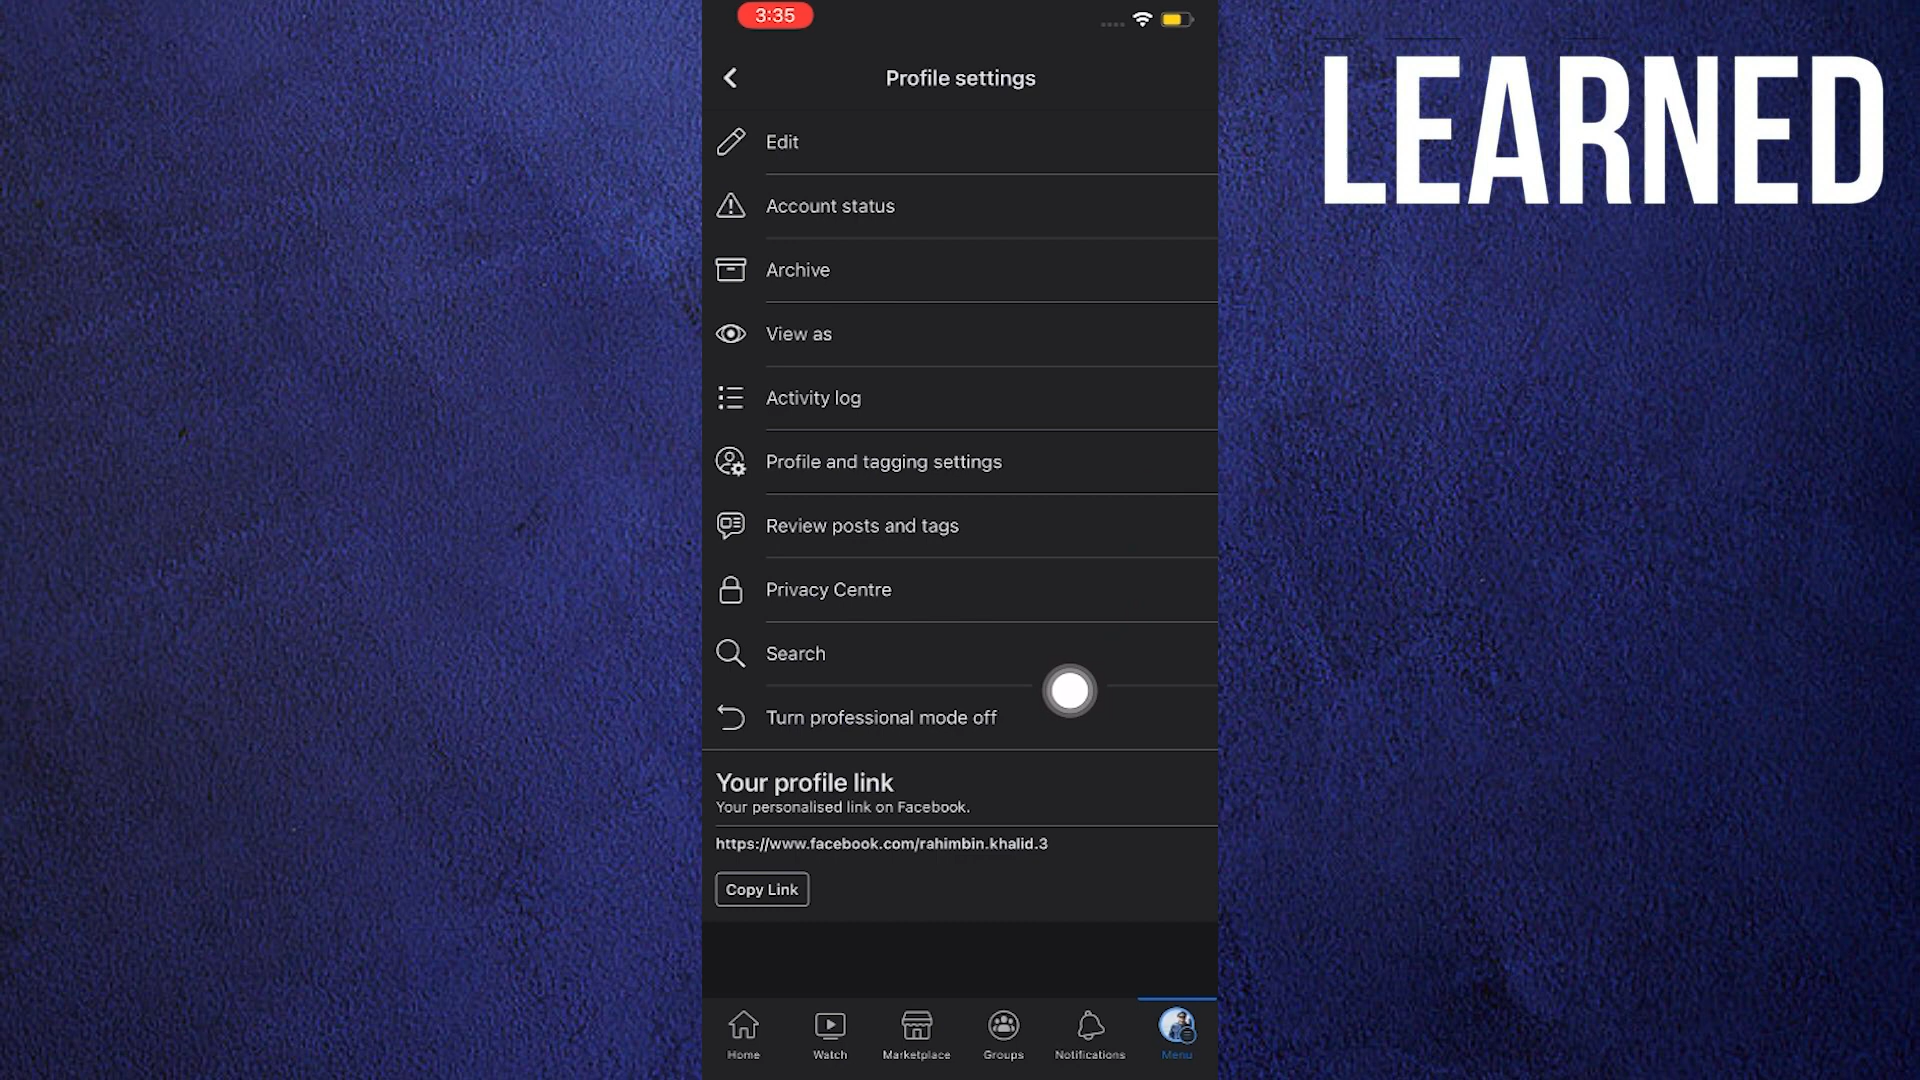 3:35
LEARNED
Profile settings
Edit
Account status
Archive
View as
Activity log
Profile and tagging settings
Review posts and tags
Privacy Centre
Search
Turn professional mode off
Your profile link
Your personalised link on Facebook.
https://www.facebook.com/rahimbin.khalid.3
Copy Link
Home
Watch
Marketplace
Groups
Notifications
Menu